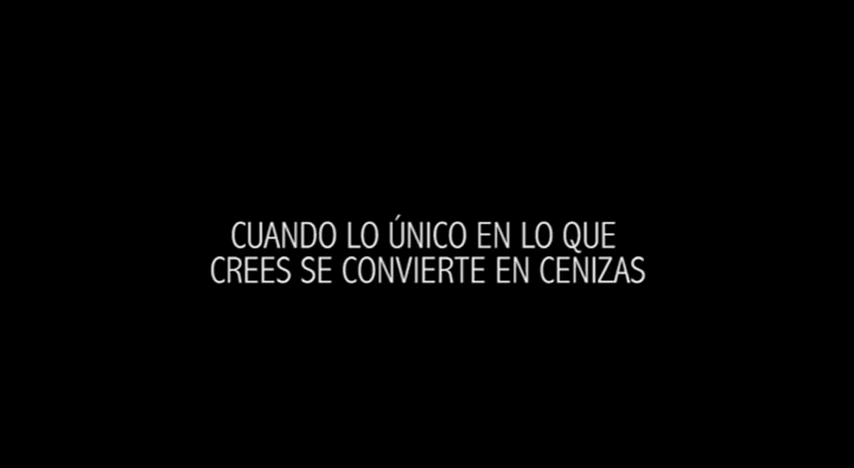 CUANDO LO ÚNICO EN LO QUE
CREES SE CONVIERTE EN CENIZAS